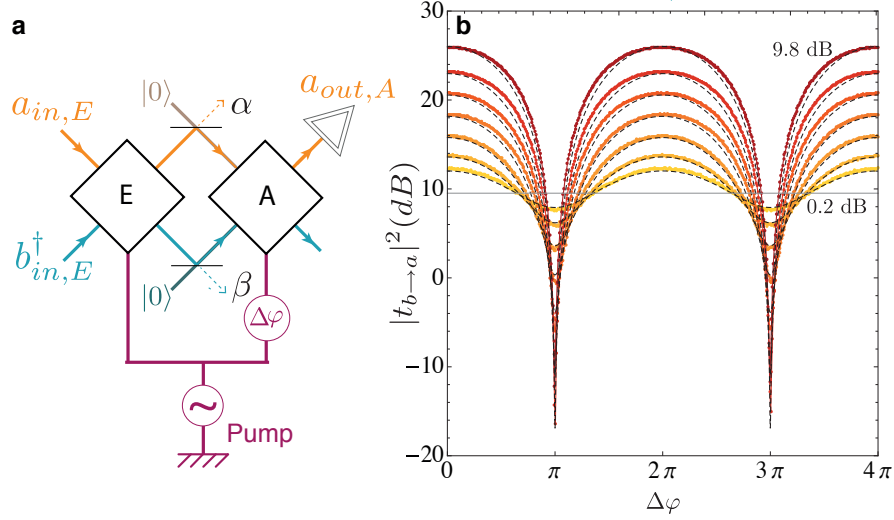 a
|0⟩
α
a_{out,A}
a_{in,E}
E
A
b^†_{in,E}
|0⟩
β
Δφ
~
Pump
b
|t_{b→a}|^2(dB)
30
20
10
0
−10
−20
9.8 dB
0.2 dB
0
π
2π
3π
4π
Δφ